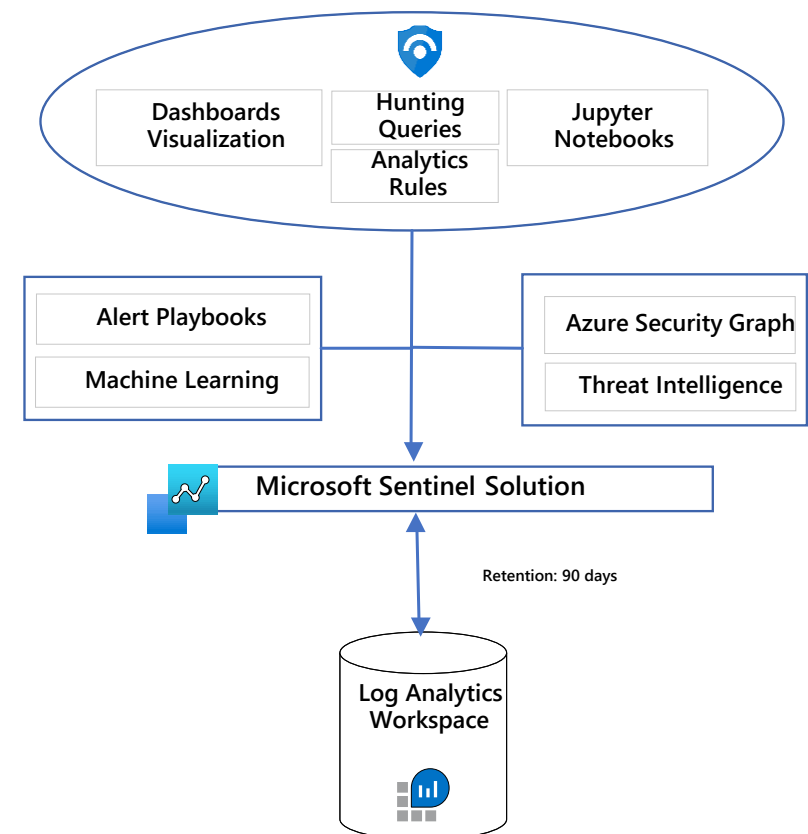 Dashboards
Visualization
Hunting
Queries
Analytics
Rules
Jupyter
Notebooks
Alert Playbooks
Machine Learning
Azure Security Graph
Threat Intelligence
Microsoft Sentinel Solution
Retention: 90 days
Log Analytics
Workspace